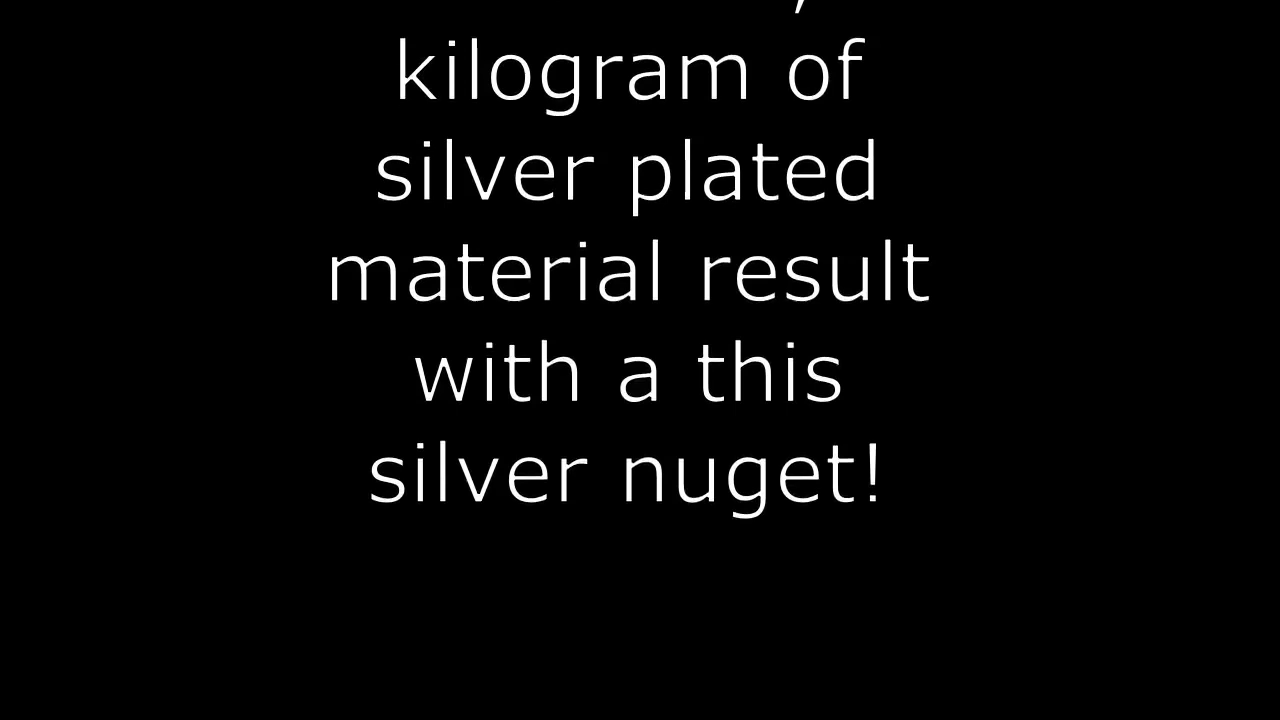 kilogram of
silver plated
material result
with a this
silver nuget!